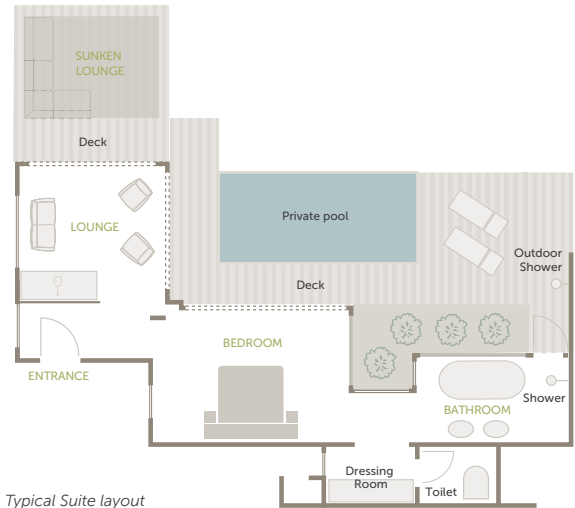 SUNKEN
LOUNGE
Deck
LOUNGE
Private pool
Outdoor
Shower
Deck
BEDROOM
ENTRANCE
Shower
BATHROOM
Dressing
Room
Toilet
Typical Suite layout